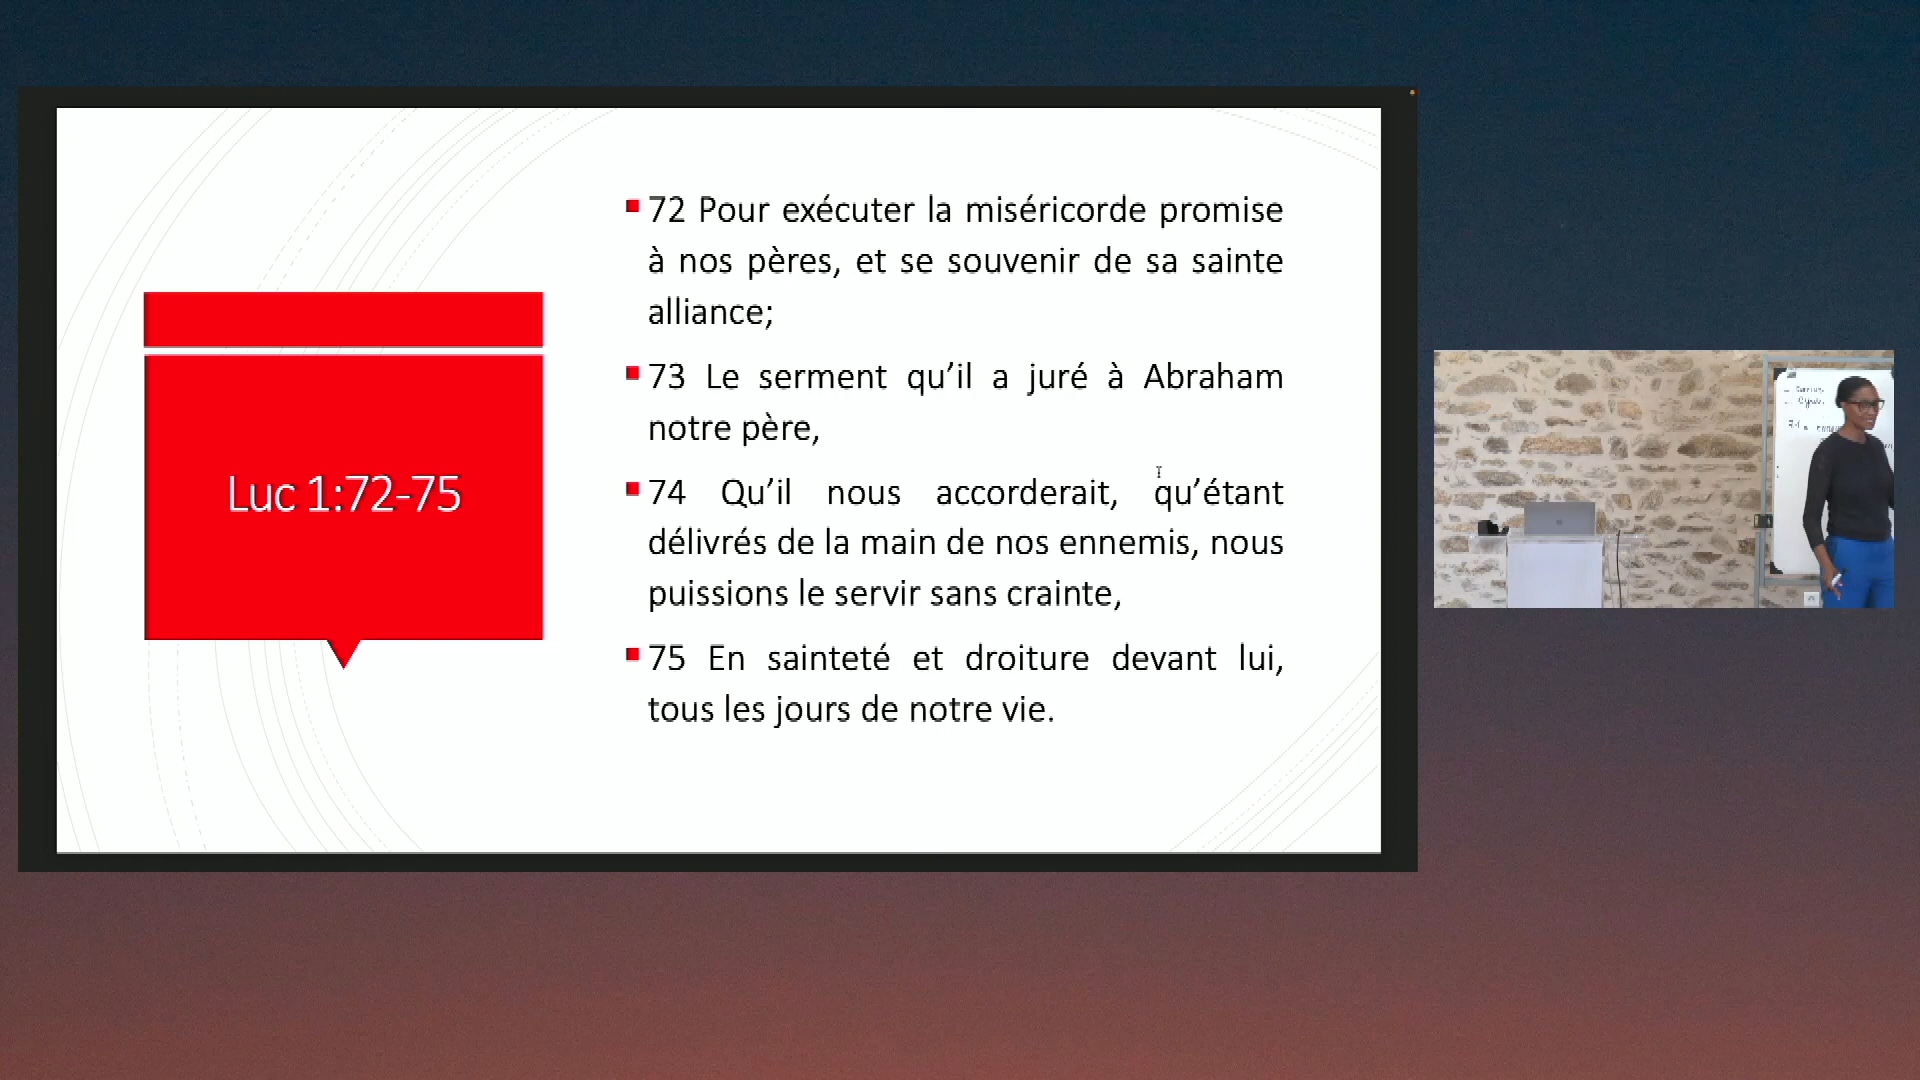 Luc 1:72-75
72 Pour exécuter la miséricorde promise
à nos pères, et se souvenir de sa sainte
alliance;
73 Le serment qu’il a juré à Abraham
notre père,
74 Qu’il nous accorderait, qu’étant
délivrés de la main de nos ennemis, nous
puissions le servir sans crainte,
75 En sainteté et droiture devant lui,
tous les jours de notre vie.